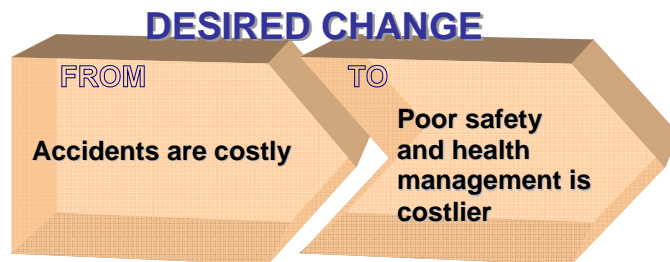 DESIRED CHANGE
FROM
Accidents are costly
TO
Poor safety
and health
management is
costlier